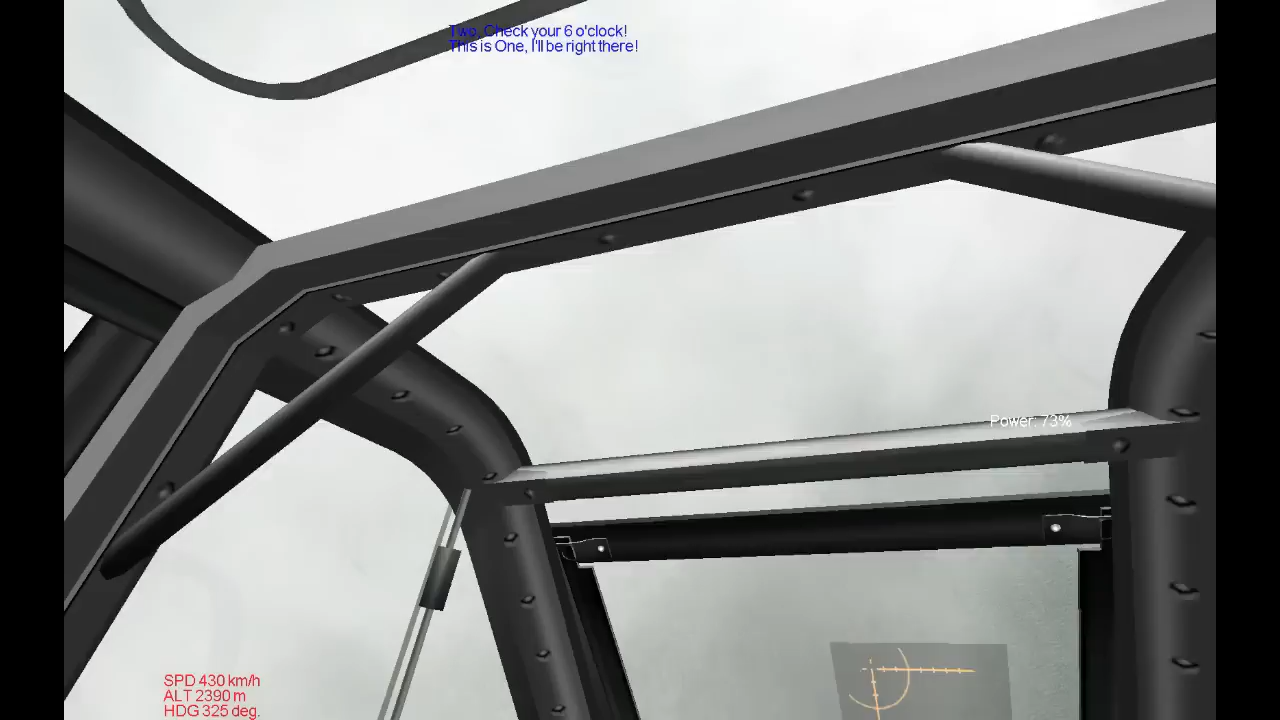 Two, Check your 6 o'clock!
This is One, I'll be right there!
Power: 73%
SPD 430 km/h
ALT 2390 m
HDG 325 deg.